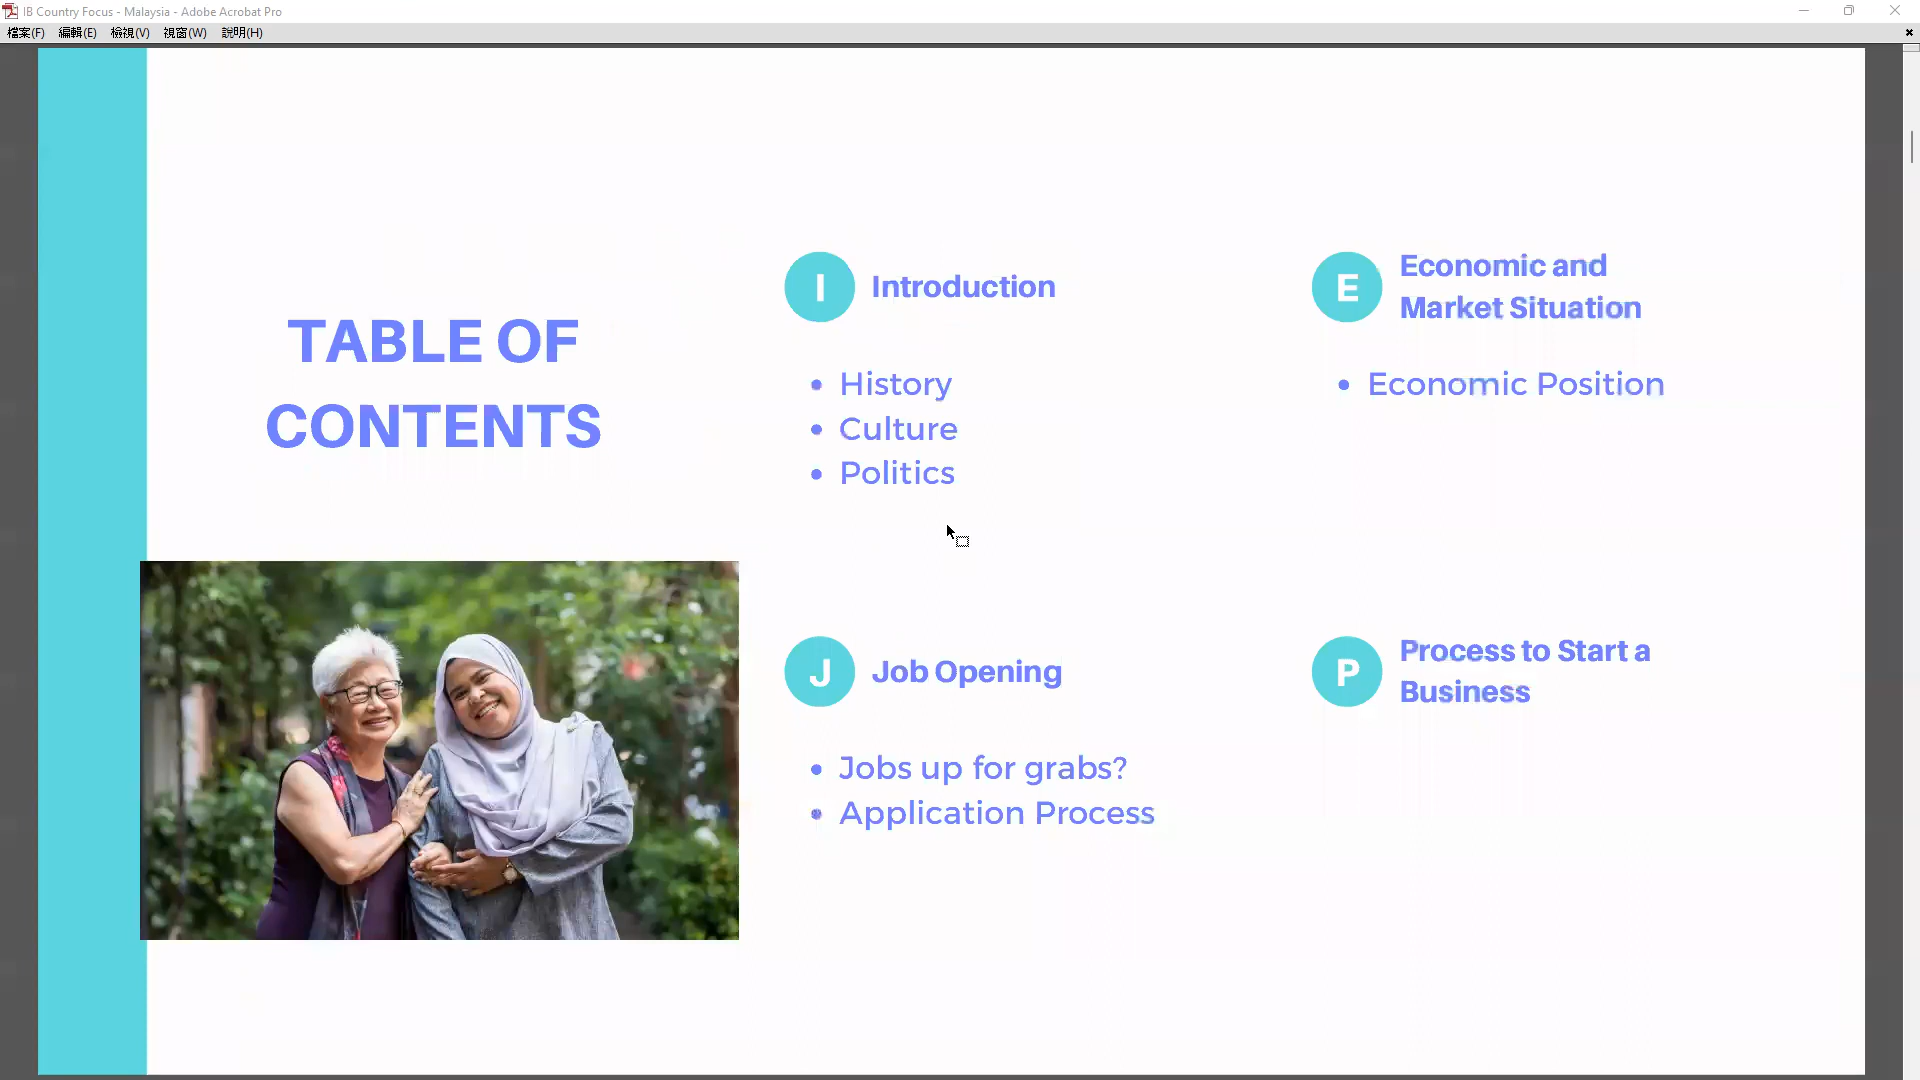 IB Country Focus - Malaysia - Adobe Acrobat Pro
檔案(F) 編輯(E) 檢視(V) 視窗(W) 說明(H)
TABLE OF
CONTENTS
I
Introduction
• History
• Culture
• Politics
E
Economic and
Market Situation
• Economic Position
J
Job Opening
• Jobs up for grabs?
• Application Process
P
Process to Start a
Business